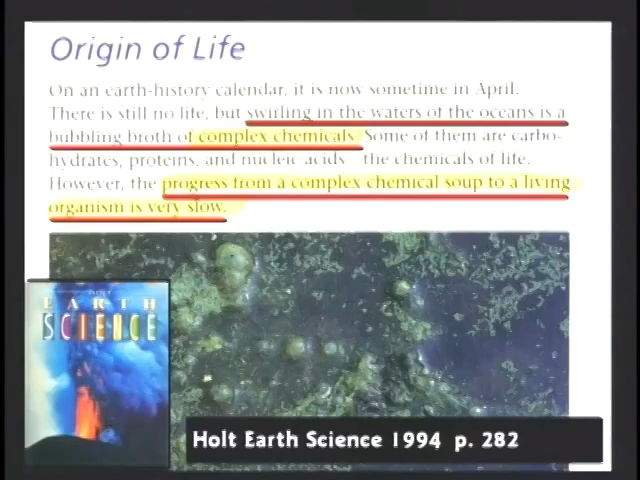 Origin of Life
On an earth-history calendar, it is now sometime in April.
There is still no life, but swirling in the waters of the oceans is a
bubbling broth of complex chemicals. Some of them are carbo-
hydrates, proteins, and nucleic acids the chemicals of life.
However, the progress from a complex chemical soup to a living
organism is very slow.
HOLT
EARTH
SCIENCE
Holt Earth Science 1994 p. 282